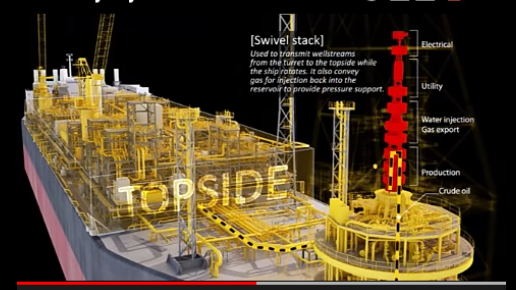 [Swivel stack]
Used to transmit wellstreams
from the turret to the topside while
the ship rotates. It also convey
gas for injection back into the
reservoir to provide pressure support.
Electrical
Utility
Water injection
Gas export
Production
Crude oil
TOPSIDE